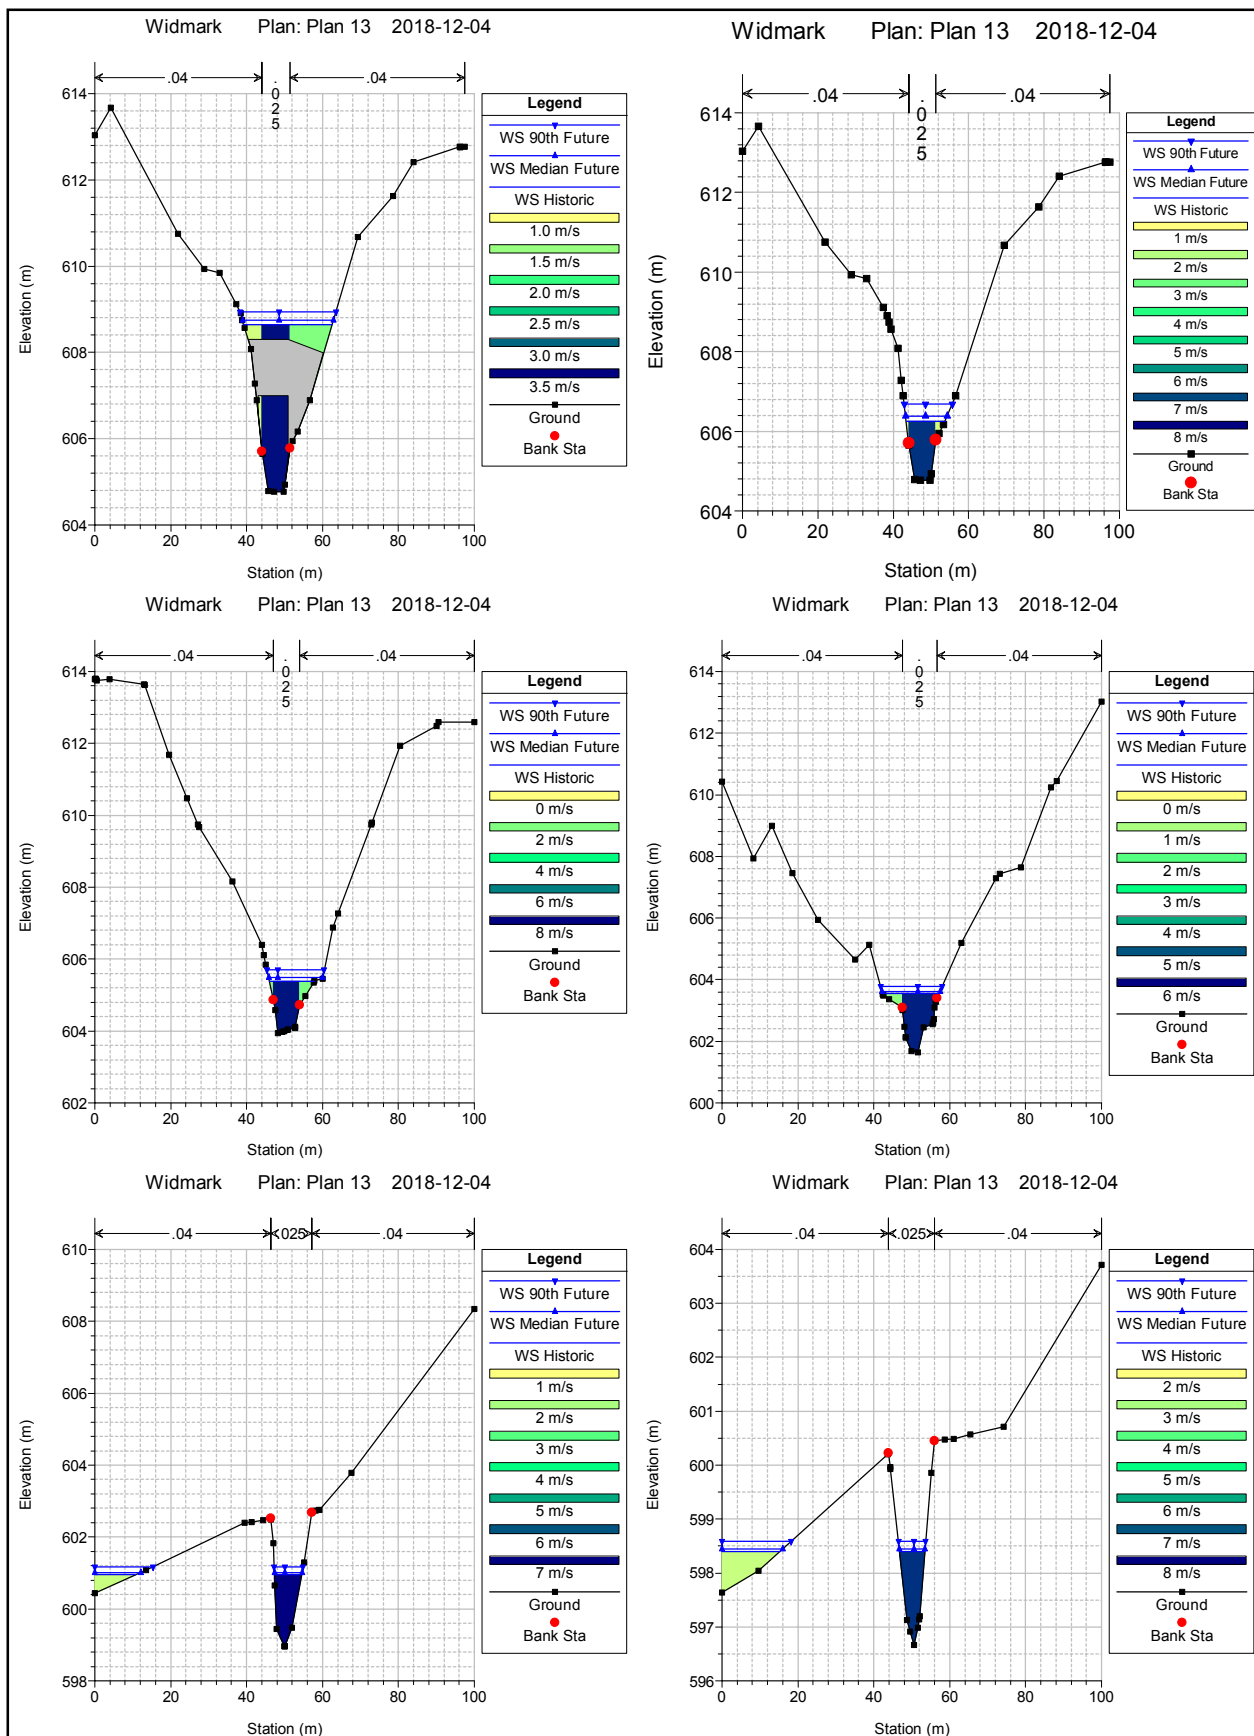 Widmark Plan: Plan 13 2018-12-04
.04 .025 .04
614
612
610
608
606
604
0 20 40 60 80 100
Elevation (m)
Station (m)
Legend
WS 90th Future
WS Median Future
WS Historic
1.0 m/s
1.5 m/s
2.0 m/s
2.5 m/s
3.0 m/s
3.5 m/s
Ground
Bank Sta
Widmark Plan: Plan 13 2018-12-04
.04 .025 .04
614
612
610
608
606
604
0 20 40 60 80 100
Elevation (m)
Station (m)
Legend
WS 90th Future
WS Median Future
WS Historic
1 m/s
2 m/s
3 m/s
4 m/s
5 m/s
6 m/s
7 m/s
8 m/s
Ground
Bank Sta
Widmark Plan: Plan 13 2018-12-04
.04 .025 .04
614
612
610
608
606
604
602
0 20 40 60 80 100
Elevation (m)
Station (m)
Legend
WS 90th Future
WS Median Future
WS Historic
0 m/s
2 m/s
4 m/s
6 m/s
8 m/s
Ground
Bank Sta
Widmark Plan: Plan 13 2018-12-04
.04 .025 .04
614
612
610
608
606
604
602
600
0 20 40 60 80 100
Elevation (m)
Station (m)
Legend
WS 90th Future
WS Median Future
WS Historic
0 m/s
1 m/s
2 m/s
3 m/s
4 m/s
5 m/s
6 m/s
Ground
Bank Sta
Widmark Plan: Plan 13 2018-12-04
.04 .025 .04
610
608
606
604
602
600
598
0 20 40 60 80 100
Elevation (m)
Station (m)
Legend
WS 90th Future
WS Median Future
WS Historic
1 m/s
2 m/s
3 m/s
4 m/s
5 m/s
6 m/s
7 m/s
Ground
Bank Sta
Widmark Plan: Plan 13 2018-12-04
.04 .025 .04
604
603
602
601
600
599
598
597
596
0 20 40 60 80 100
Elevation (m)
Station (m)
Legend
WS 90th Future
WS Median Future
WS Historic
2 m/s
3 m/s
4 m/s
5 m/s
6 m/s
7 m/s
8 m/s
Ground
Bank Sta